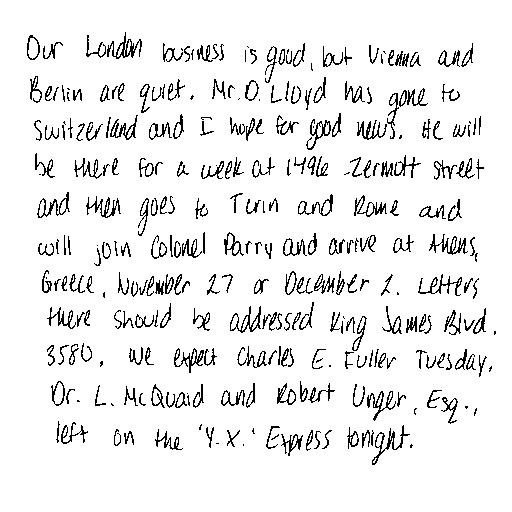 Our London business is good, but Vienna and
Berlin are quiet. Mr. D. Lloyd has gone to
Switzerland and I hope for good news. He will
be there for a week at 1496 Zermott Street
and then goes to Turin and Rome and
will join Colonel Parry and arrive at Athens,
Greece, November 27 or December 2. Letters
there should be addressed King James Blvd.
3580. We expect Charles E. Fuller Tuesday.
Dr. L. McQuaid and Robert Unger, Esq.,
left on the 'Y.X.' Express tonight.